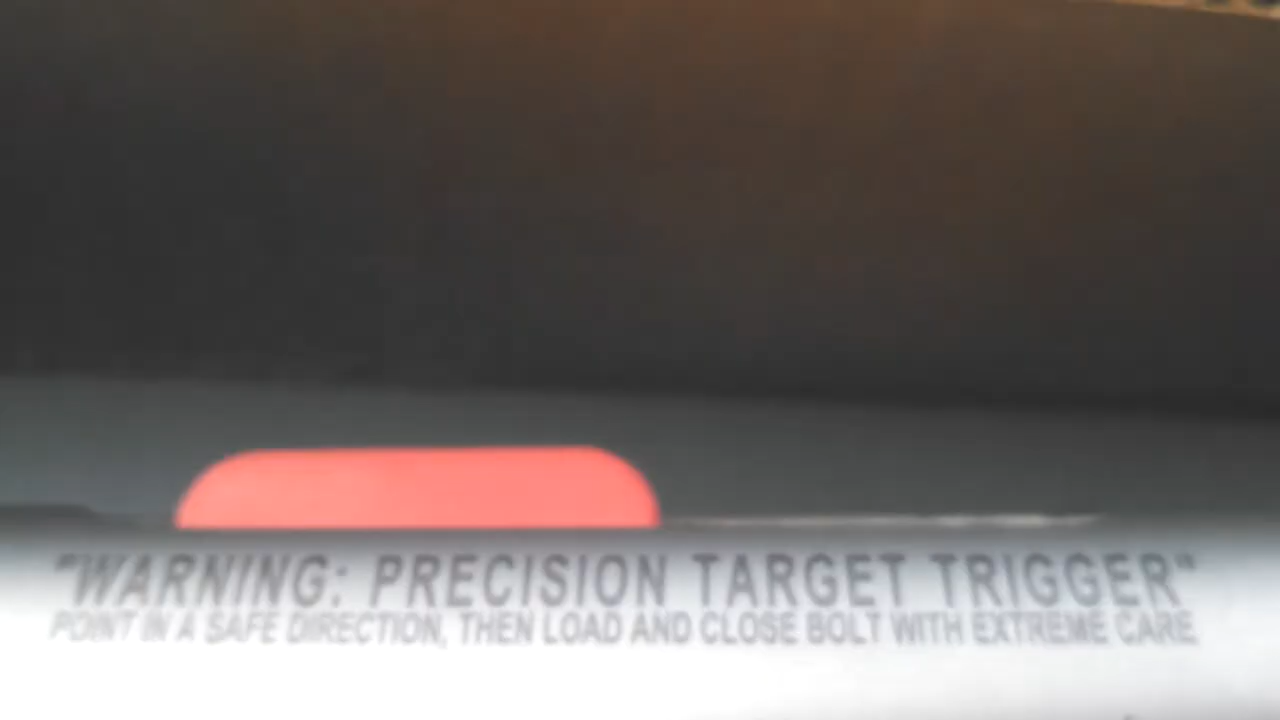 "WARNING: PRECISION TARGET TRIGGER"
POINT IN A SAFE DIRECTION, THEN LOAD AND CLOSE BOLT WITH EXTREME CARE.